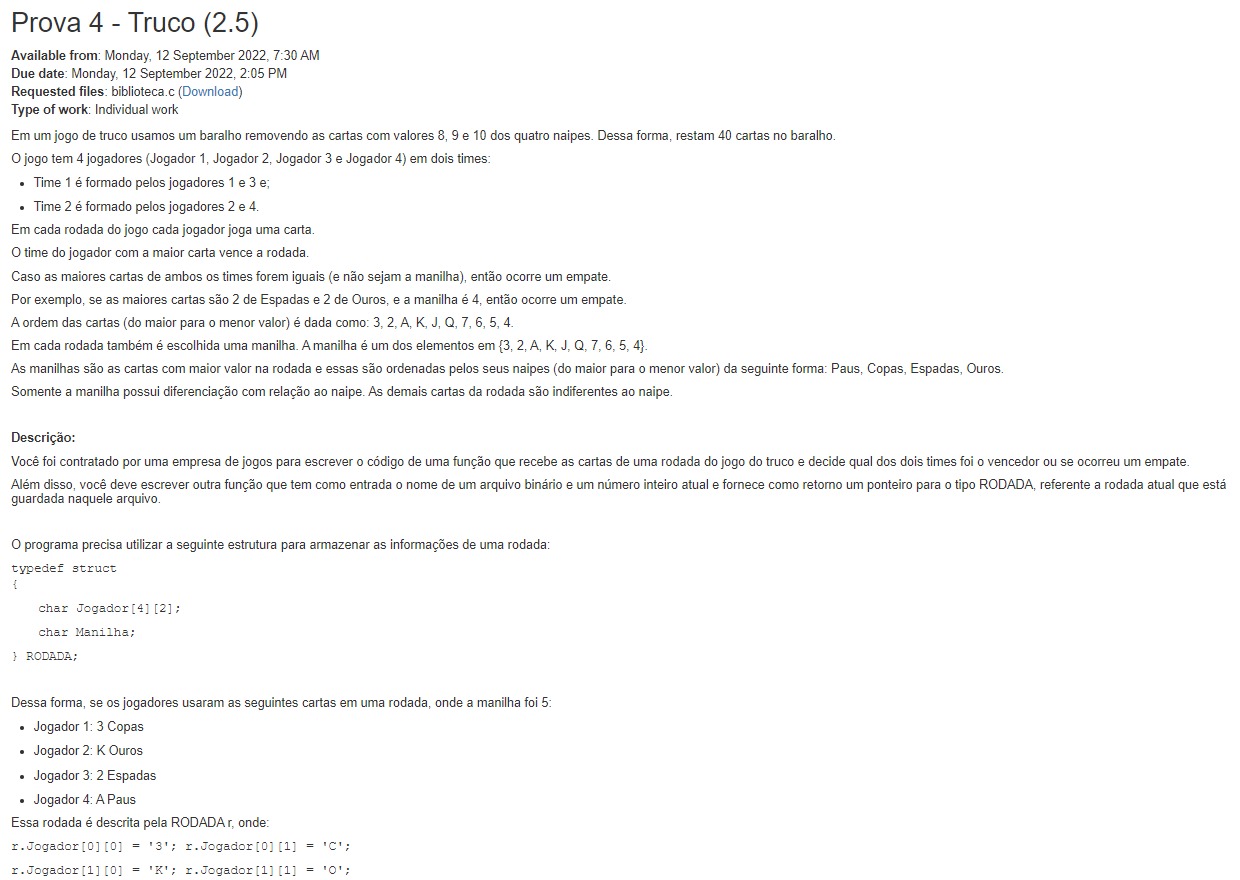 Prova 4 - Truco (2.5)
Available from: Monday, 12 September 2022, 7:30 AM
Due date: Monday, 12 September 2022, 2:05 PM
Requested files: biblioteca.c (Download)
Type of work: Individual work
Em um jogo de truco usamos um baralho removendo as cartas com valores 8, 9 e 10 dos quatro naipes. Dessa forma, restam 40 cartas no baralho.
O jogo tem 4 jogadores (Jogador 1, Jogador 2, Jogador 3 e Jogador 4) em dois times:
• Time 1 é formado pelos jogadores 1 e 3 e;
• Time 2 é formado pelos jogadores 2 e 4.
Em cada rodada do jogo cada jogador joga uma carta.
O time do jogador com a maior carta vence a rodada.
Caso as maiores cartas de ambos os times forem iguais (e não sejam a manilha), então ocorre um empate.
Por exemplo, se as maiores cartas são 2 de Espadas e 2 de Ouros, e a manilha é 4, então ocorre um empate.
A ordem das cartas (do maior para o menor valor) é dada como: 3, 2, A, K, J, Q, 7, 6, 5, 4.
Em cada rodada também é escolhida uma manilha. A manilha é um dos elementos em {3, 2, A, K, J, Q, 7, 6, 5, 4}.
As manilhas são as cartas com maior valor na rodada e essas são ordenadas pelos seus naipes (do maior para o menor valor) da seguinte forma: Paus, Copas, Espadas, Ouros.
Somente a manilha possui diferenciação com relação ao naipe. As demais cartas da rodada são indiferentes ao naipe.
Descrição:
Você foi contratado por uma empresa de jogos para escrever o código de uma função que recebe as cartas de uma rodada do jogo do truco e decide qual dos dois times foi o vencedor ou se ocorreu um empate.
Além disso, você deve escrever outra função que tem como entrada o nome de um arquivo binário e um número inteiro atual e fornece como retorno um ponteiro para o tipo RODADA, referente a rodada atual que está
guardada naquele arquivo.
O programa precisa utilizar a seguinte estrutura para armazenar as informações de uma rodada:
typedef struct
{
char Jogador[4][2];
char Manilha;
} RODADA;
Dessa forma, se os jogadores usaram as seguintes cartas em uma rodada, onde a manilha foi 5:
• Jogador 1: 3 Copas
• Jogador 2: K Ouros
• Jogador 3: 2 Espadas
• Jogador 4: A Paus
Essa rodada é descrita pela RODADA r, onde:
r.Jogador[0][0] = '3'; r.Jogador[0][1] = 'C';
r.Jogador[1][0] = 'K'; r.Jogador[1][1] = 'O';